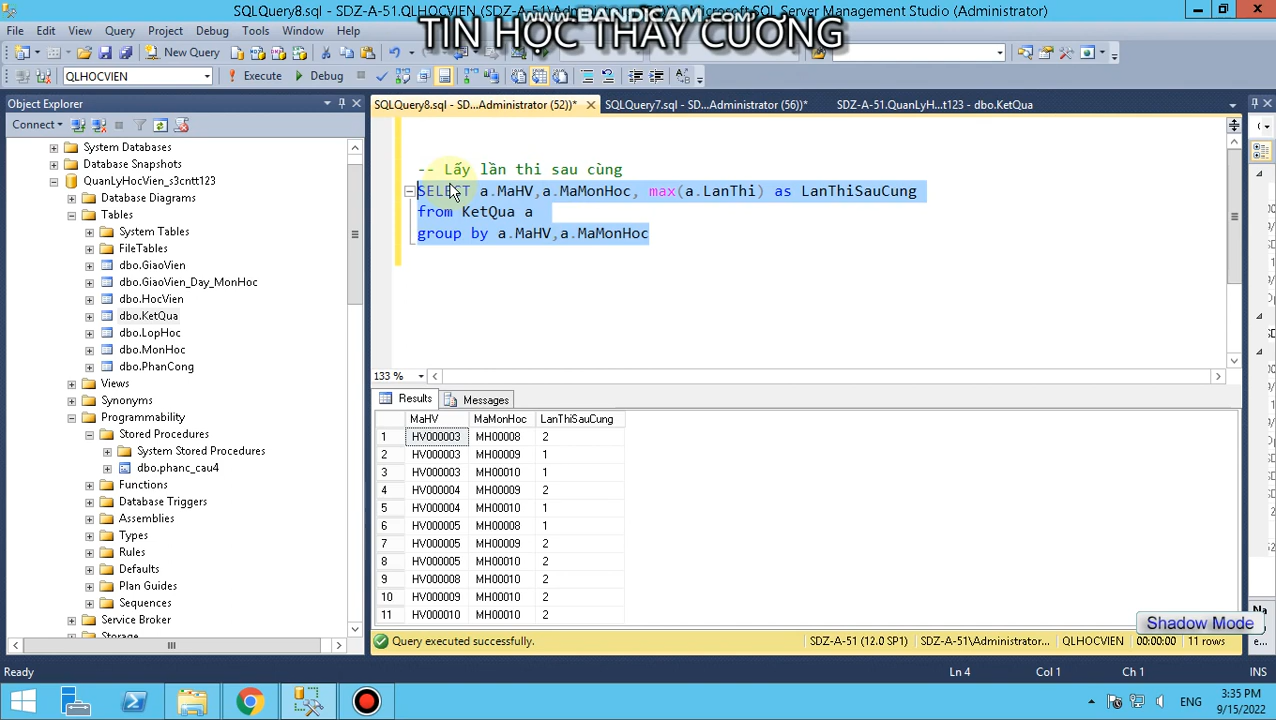 SQLQuery8.sql - SDZ-A-51.QLHOCVIEN (SDZ-A-51\Administrator
Microsoft SQL Server Management Studio (Administrator)
www.BANDICAM.com
TIN HỌC THẦY CƯƠNG
File Edit View Query Project Debug Tools Window Help
New Query
QLHOCVIEN Execute Debug
Object Explorer
SQLQuery8.sql - SD...Administrator (52))* SQLQuery7.sql - SD...Administrator (56))* SDZ-A-51.QuanLyH...t123 - dbo.KetQua
Connect
System Databases
Database Snapshots
QuanLyHocVien_s3cntt123
Database Diagrams
Tables
System Tables
FileTables
dbo.GiaoVien
dbo.GiaoVien_Day_MonHoc
dbo.HocVien
dbo.KetQua
dbo.LopHoc
dbo.MonHoc
dbo.PhanCong
Views
Synonyms
Programmability
Stored Procedures
System Stored Procedures
dbo.phanc_cau4
Functions
Database Triggers
Assemblies
Types
Rules
Defaults
Plan Guides
Sequences
Service Broker
Storage
-- Lấy lần thi sau cùng
SELECT a.MaHV,a.MaMonHoc, max(a.LanThi) as LanThiSauCung
from KetQua a
group by a.MaHV,a.MaMonHoc
133 %
Results Messages
MaHV MaMonHoc LanThiSauCung
1 HV000003 MH00008 2
2 HV000003 MH00009 1
3 HV000003 MH00010 1
4 HV000004 MH00009 2
5 HV000004 MH00010 1
6 HV000005 MH00008 1
7 HV000005 MH00009 2
8 HV000005 MH00010 2
9 HV000008 MH00010 2
10 HV000009 MH00010 2
11 HV000010 MH00010 2
Shadow Mode
Query executed successfully. SDZ-A-51 (12.0 SP1) SDZ-A-51\Administrator... QLHOCVIEN 00:00:00 11 rows
Ready Ln 4 Col 1 Ch 1 INS
ENG
3:35 PM
9/15/2022